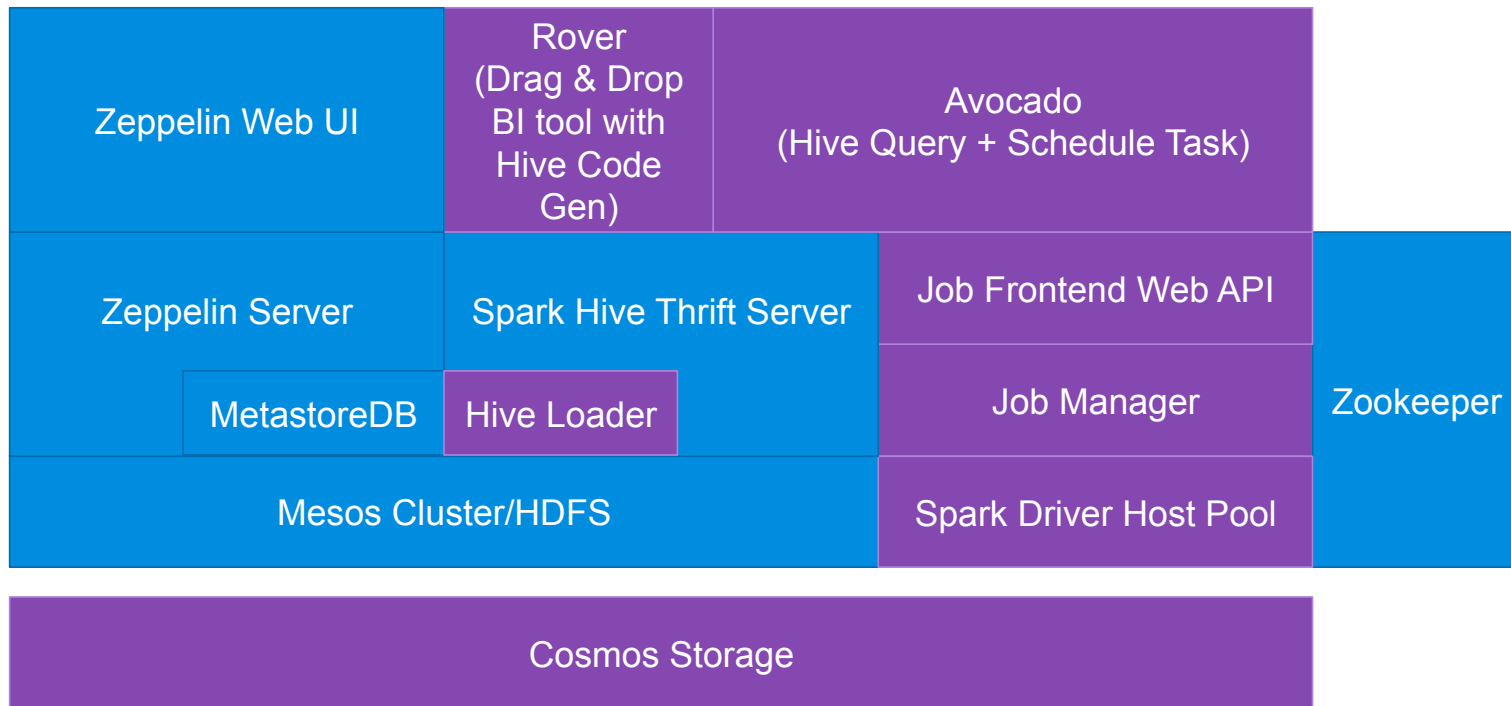 Zeppelin Web UI
Rover
(Drag & Drop
BI tool with
Hive Code
Gen)
Avocado
(Hive Query + Schedule Task)
Zeppelin Server
Spark Hive Thrift Server
Job Frontend Web API
MetastoreDB
Hive Loader
Job Manager
Zookeeper
Mesos Cluster/HDFS
Spark Driver Host Pool
Cosmos Storage